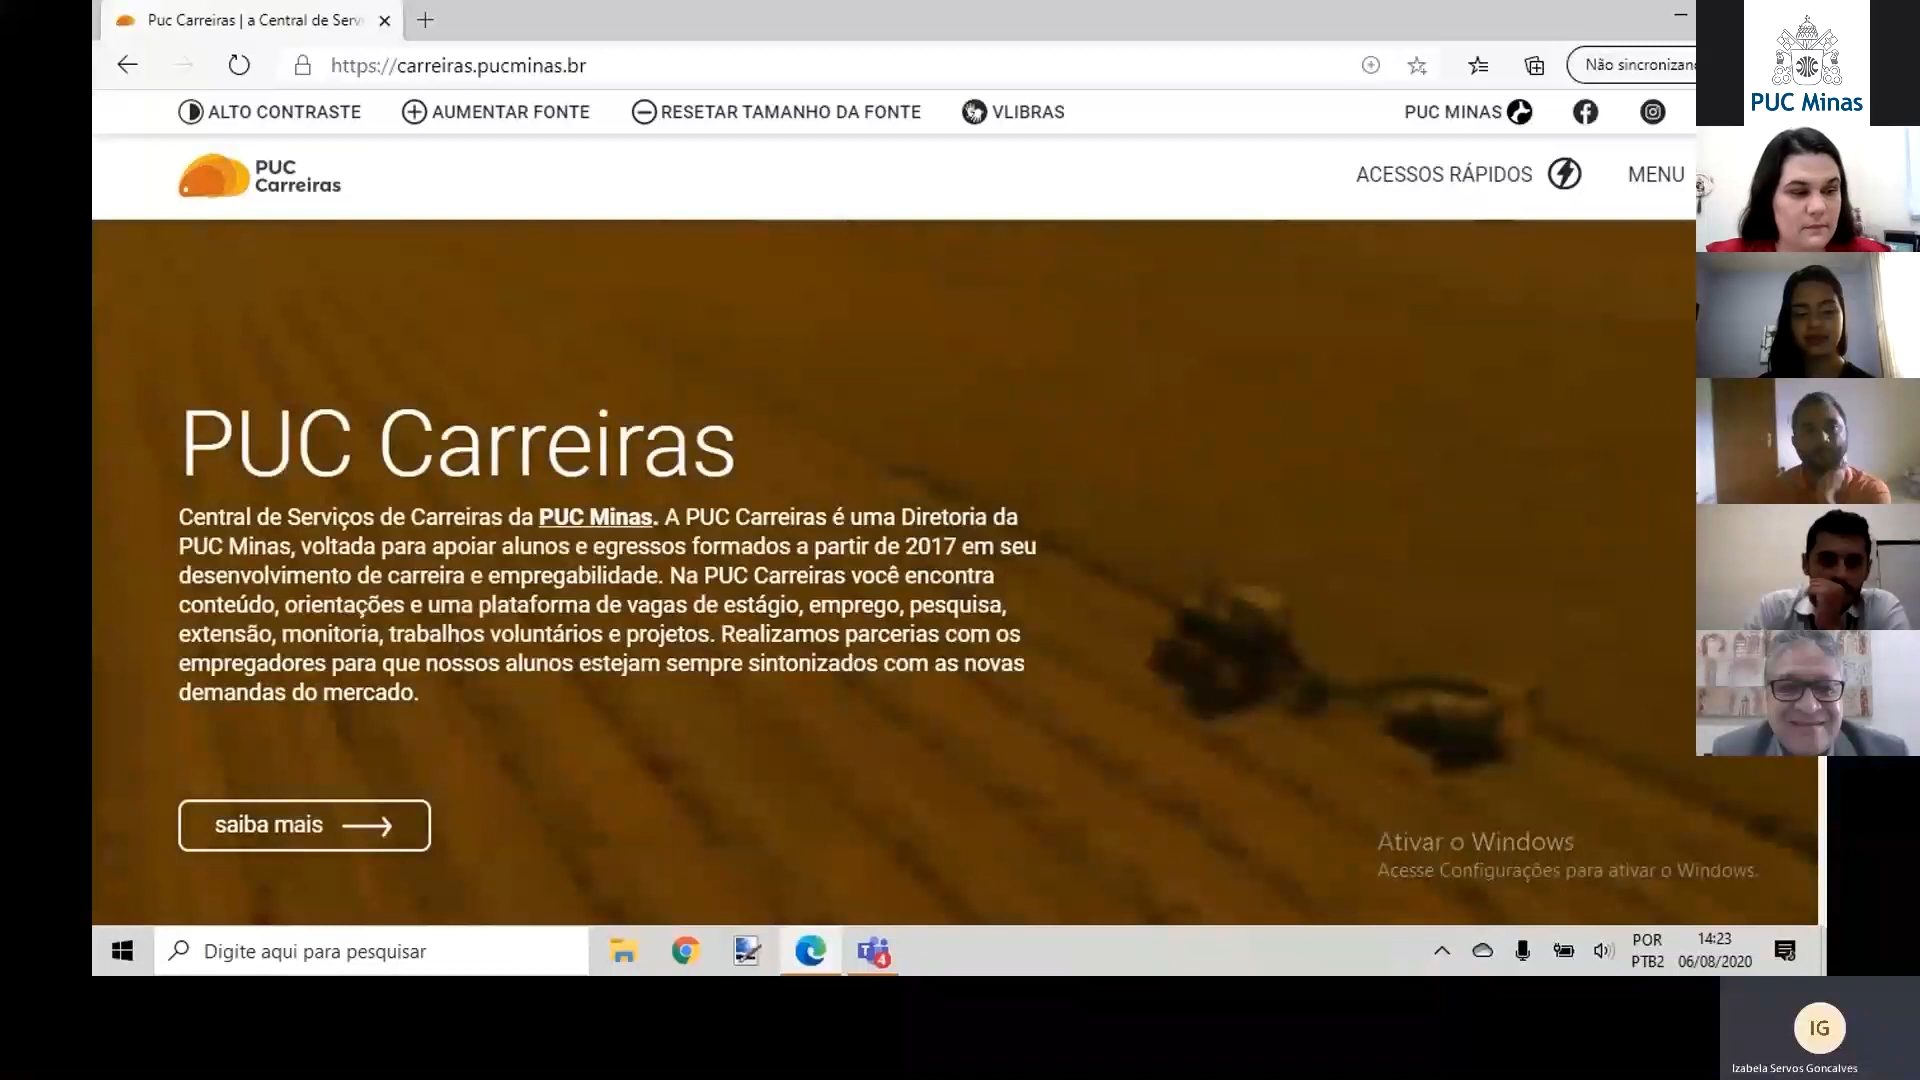 Puc Carreiras | a Central de Serv
https://carreiras.pucminas.br
Não sincronizan
ALTO CONTRASTE
AUMENTAR FONTE
RESETAR TAMANHO DA FONTE
VLIBRAS
PUC MINAS
PUC Minas
PUC
Carreiras
ACESSOS RÁPIDOS
MENU
PUC Carreiras
Central de Serviços de Carreiras da PUC Minas. A PUC Carreiras é uma Diretoria da
PUC Minas, voltada para apoiar alunos e egressos formados a partir de 2017 em seu
desenvolvimento de carreira e empregabilidade. Na PUC Carreiras você encontra
conteúdo, orientações e uma plataforma de vagas de estágio, emprego, pesquisa,
extensão, monitoria, trabalhos voluntários e projetos. Realizamos parcerias com os
empregadores para que nossos alunos estejam sempre sintonizados com as novas
demandas do mercado.
saiba mais
Ativar o Windows
Acesse Configurações para ativar o Windows.
Digite aqui para pesquisar
4
POR
PTB2
14:23
06/08/2020
IG
Izabela Servos Goncalves